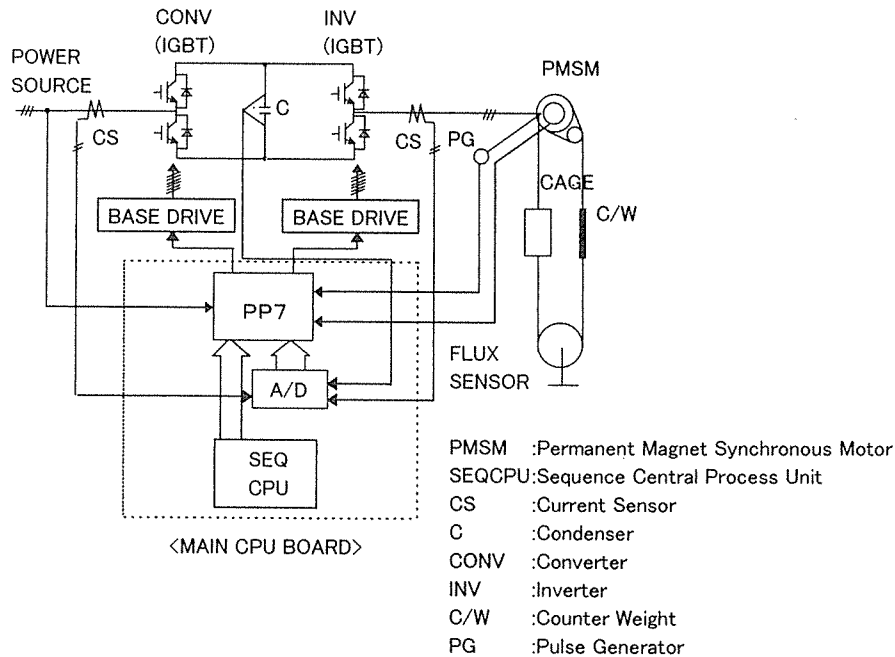 CONV
(IGBT)
INV
(IGBT)
POWER
SOURCE
PMSM
C
CS
CS
PG
CAGE
C/W
BASE DRIVE
BASE DRIVE
PP7
FLUX
SENSOR
A/D
SEQ
CPU
<MAIN CPU BOARD>
PMSM :Permanent Magnet Synchronous Motor
SEQCPU:Sequence Central Process Unit
CS :Current Sensor
C :Condenser
CONV :Converter
INV :Inverter
C/W :Counter Weight
PG :Pulse Generator